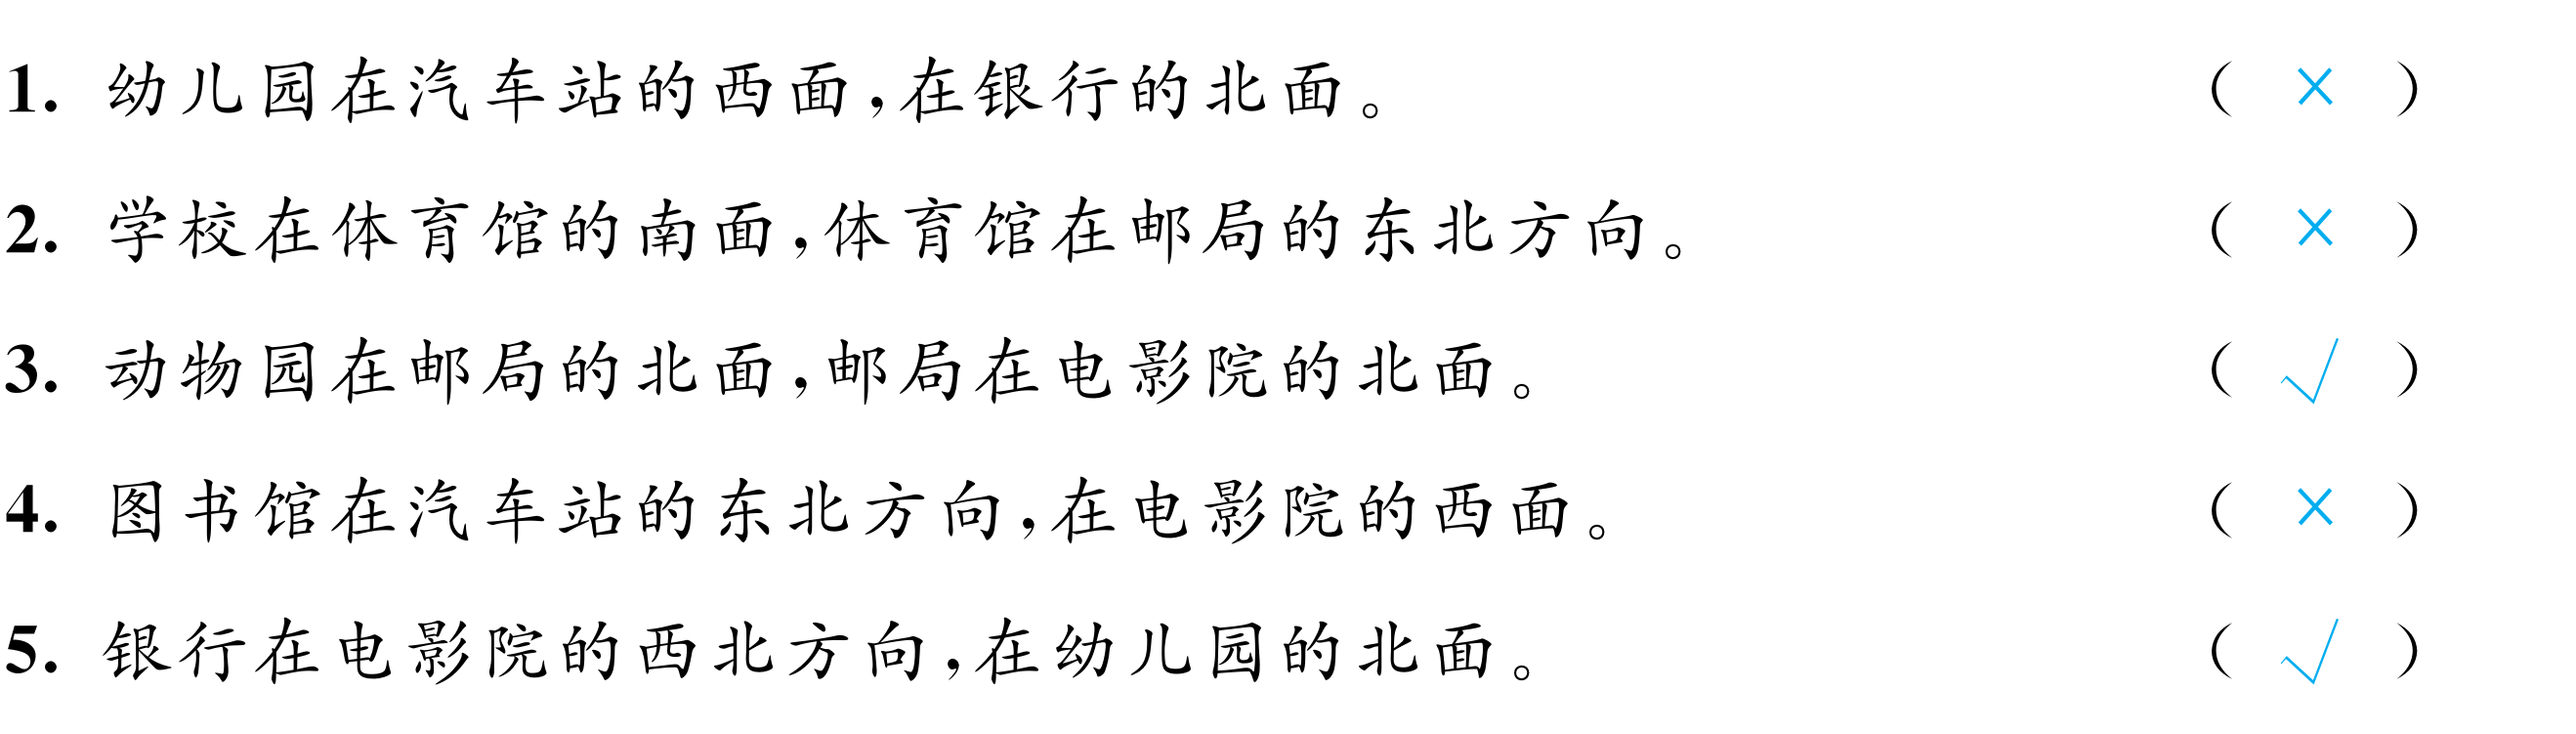 1. 幼儿园在汽车站的西面,在银行的北面。 ( × )
2. 学校在体育馆的南面,体育馆在邮局的东北方向。 ( × )
3. 动物园在邮局的北面,邮局在电影院的北面。 ( √ )
4. 图书馆在汽车站的东北方向,在电影院的西面。 ( × )
5. 银行在电影院的西北方向,在幼儿园的北面。 ( √ )